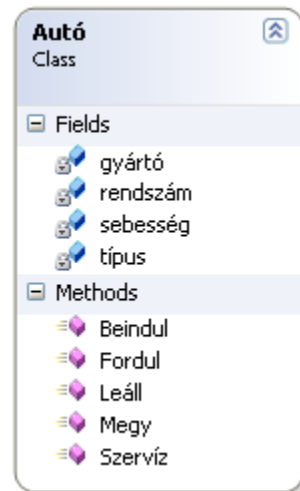 Autó
Class
Fields
gyártó
rendszám
sebesség
típus
Methods
Beindul
Fordul
Leáll
Megy
Szervíz